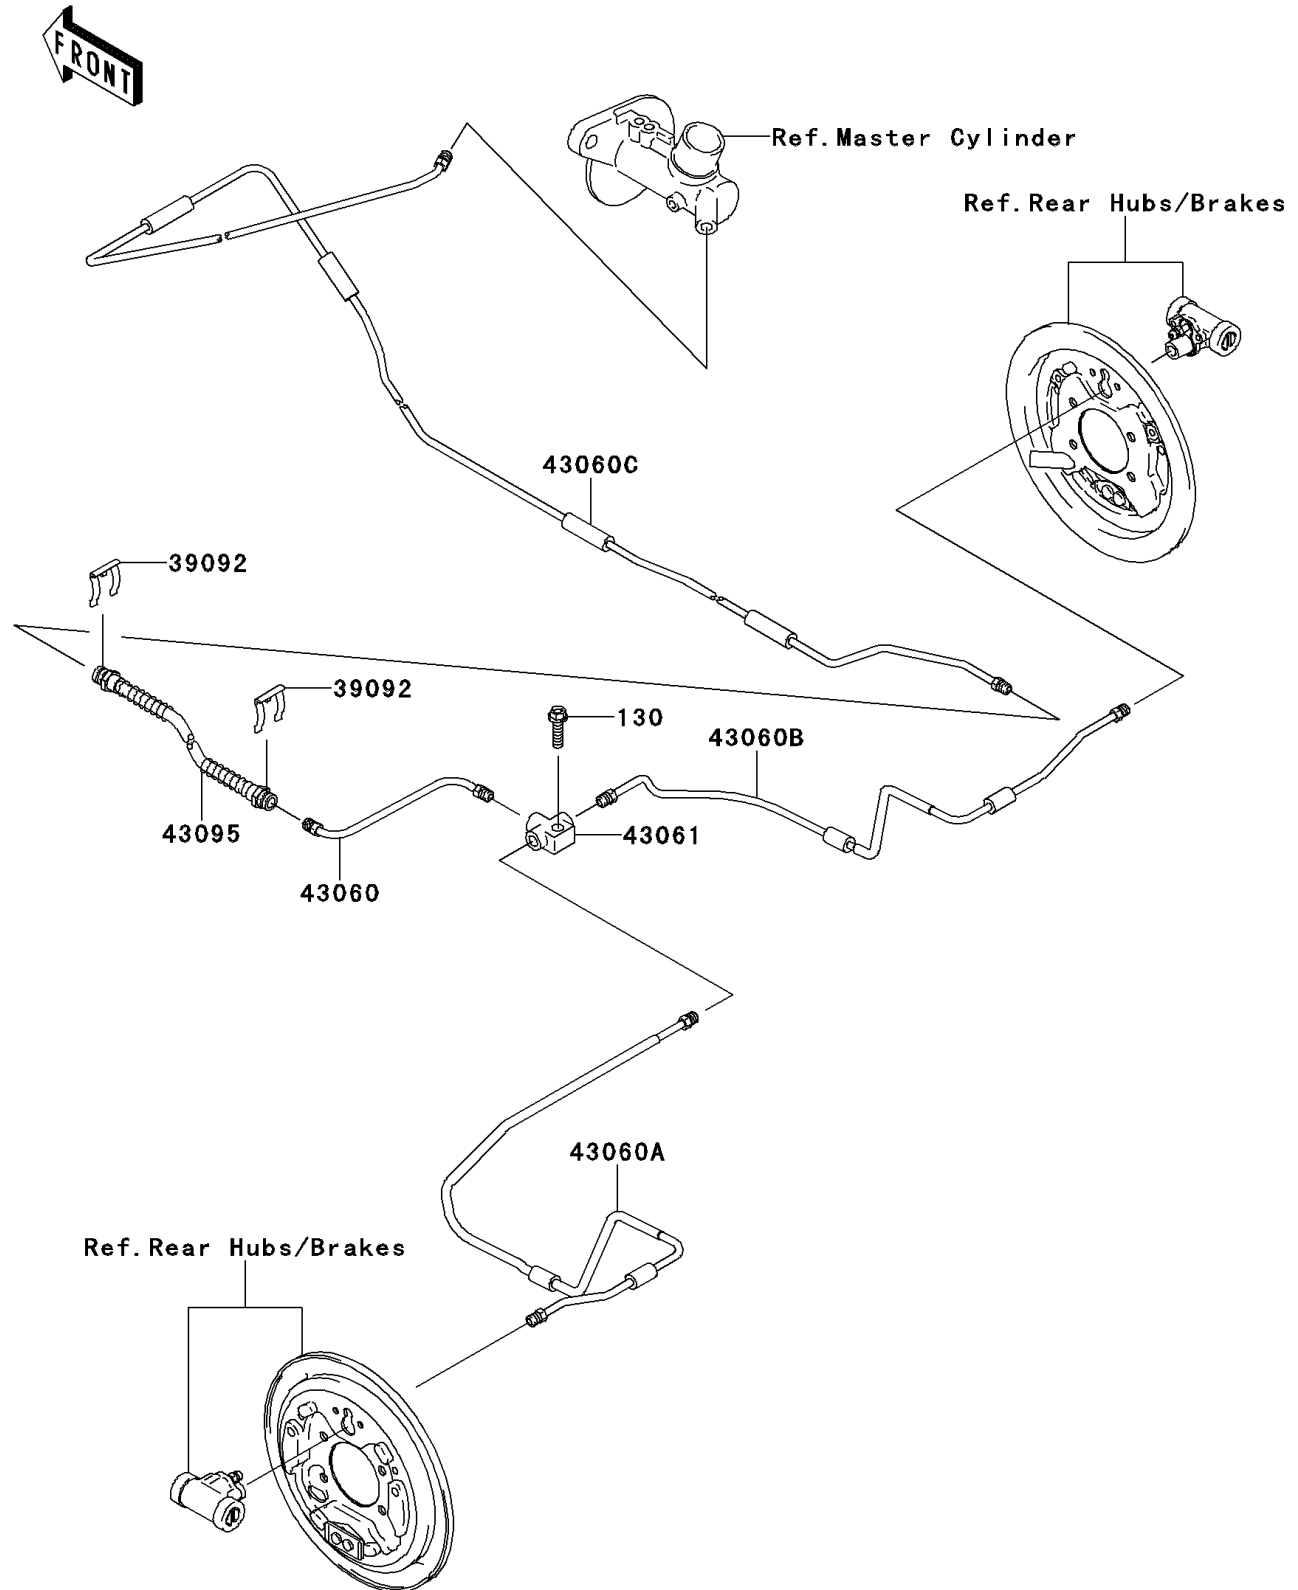 FRONT
Ref.Master Cylinder
Ref.Rear Hubs/Brakes
43060C
39092
39092
130
43060B
43095
43061
43060
43060A
Ref.Rear Hubs/Brakes